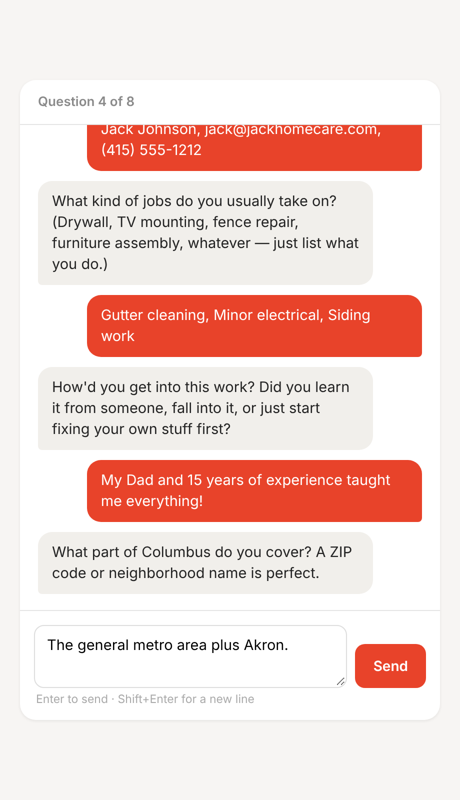 Question 4 of 8
Jack Johnson, jack@jackhomecare.com,
(415) 555-1212
What kind of jobs do you usually take on?
(Drywall, TV mounting, fence repair,
furniture assembly, whatever — just list what
you do.)
Gutter cleaning, Minor electrical, Siding
work
How'd you get into this work? Did you learn
it from someone, fall into it, or just start
fixing your own stuff first?
My Dad and 15 years of experience taught
me everything!
What part of Columbus do you cover? A ZIP
code or neighborhood name is perfect.
The general metro area plus Akron.
Send
Enter to send · Shift+Enter for a new line